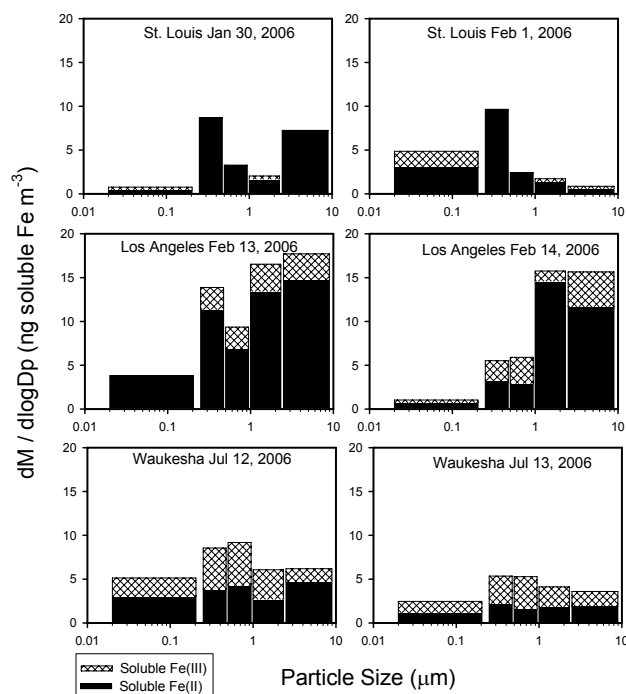 St. Louis Jan 30, 2006
St. Louis Feb 1, 2006
20
15
10
5
0
0.01 0.1 1 10
20
15
10
5
0
0.01 0.1 1 10
Los Angeles Feb 13, 2006
Los Angeles Feb 14, 2006
20
15
10
5
0
0.01 0.1 1 10
20
15
10
5
0
0.01 0.1 1 10
Waukesha Jul 12, 2006
Waukesha Jul 13, 2006
20
15
10
5
0
0.01 0.1 1 10
20
15
10
5
0
0.01 0.1 1 10
dM / dlogDp (ng soluble Fe m⁻³)
Particle Size (μm)
Soluble Fe(III)
Soluble Fe(II)